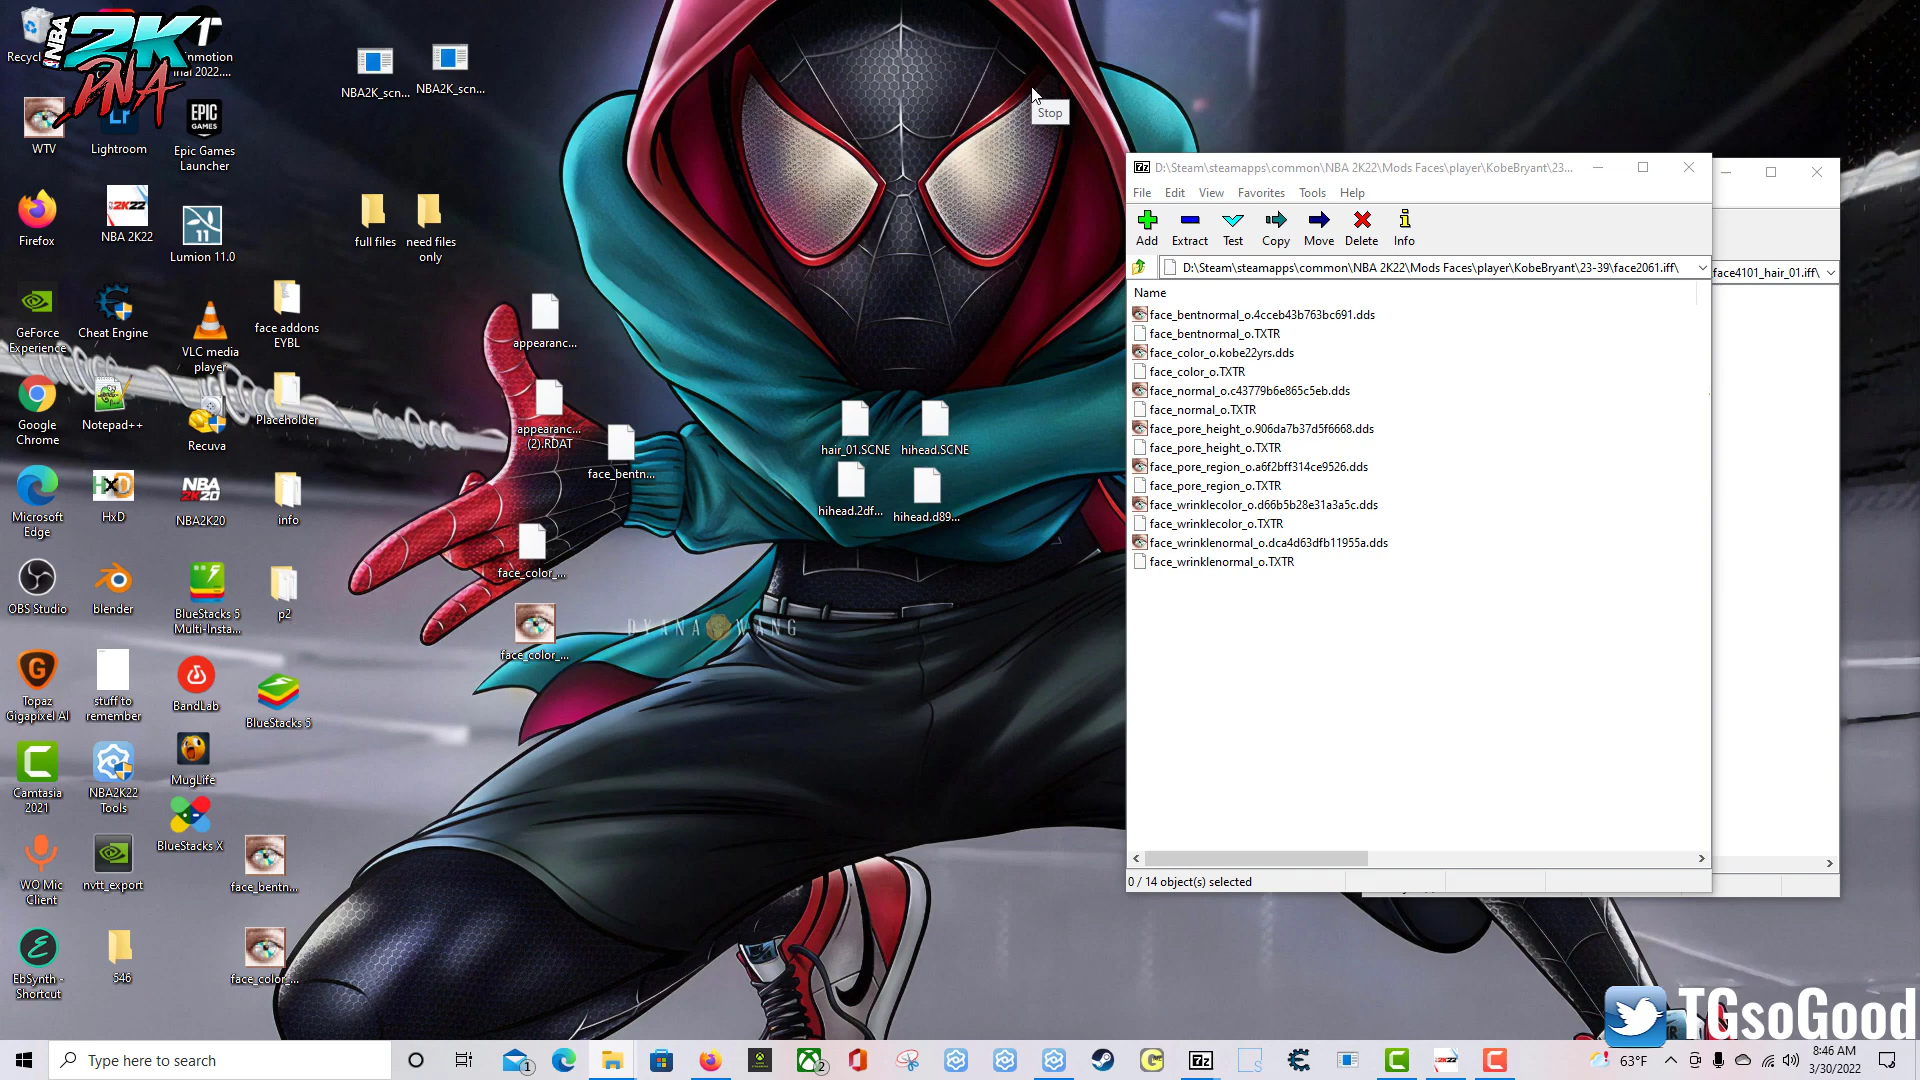 NBA
2K
DNA
WTV
Lightroom
EPIC
GAMES
Epic Games
Launcher
NBA2K_scn...
NBA2K_scn...
Stop
Firefox
2K22
NBA 2K22
11
Lumion 11.0
full files
need files
only
GeForce
Experience
Cheat Engine
VLC media
player
face addons
EYBL
appearanc...
Google
Chrome
Notepad++
Recuva
Placeholder
appearanc...
(2).RDAT
face_bentn...
hair_01.SCNE
hihead.SCNE
hihead.2df...
hihead.d89...
Microsoft
Edge
HxD
NBA2K20
info
face_color_...
OBS Studio
blender
BlueStacks 5
Multi-Insta...
p2
face_color_...
DYANA WANG
Topaz
Gigapixel AI
stuff to
remember
BandLab
BlueStacks 5
Camtasia
2021
NBA2K22
Tools
MugLife
BlueStacks X
WO Mic
Client
nvtt_export
face_bentn...
EbSynth -
Shortcut
546
face_color_...
7z D:\Steam\steamapps\common\NBA 2K22\Mods Faces\player\KobeBryant\23...
File Edit View Favorites Tools Help
Add Extract Test Copy Move Delete Info
D:\Steam\steamapps\common\NBA 2K22\Mods Faces\player\KobeBryant\23-39\face2061.iff\
face4101_hair_01.iff\
Name
face_bentnormal_o.4cceb43b763bc691.dds
face_bentnormal_o.TXTR
face_color_o.kobe22yrs.dds
face_color_o.TXTR
face_normal_o.c43779b6e865c5eb.dds
face_normal_o.TXTR
face_pore_height_o.906da7b37d5f6668.dds
face_pore_height_o.TXTR
face_pore_region_o.a6f2bff314ce9526.dds
face_pore_region_o.TXTR
face_wrinklecolor_o.d66b5b28e31a3a5c.dds
face_wrinklecolor_o.TXTR
face_wrinklenormal_o.dca4d63dfb11955a.dds
face_wrinklenormal_o.TXTR
0 / 14 object(s) selected
TGsoGood
Type here to search
1
2
7z
63°F
8:46 AM
3/30/2022